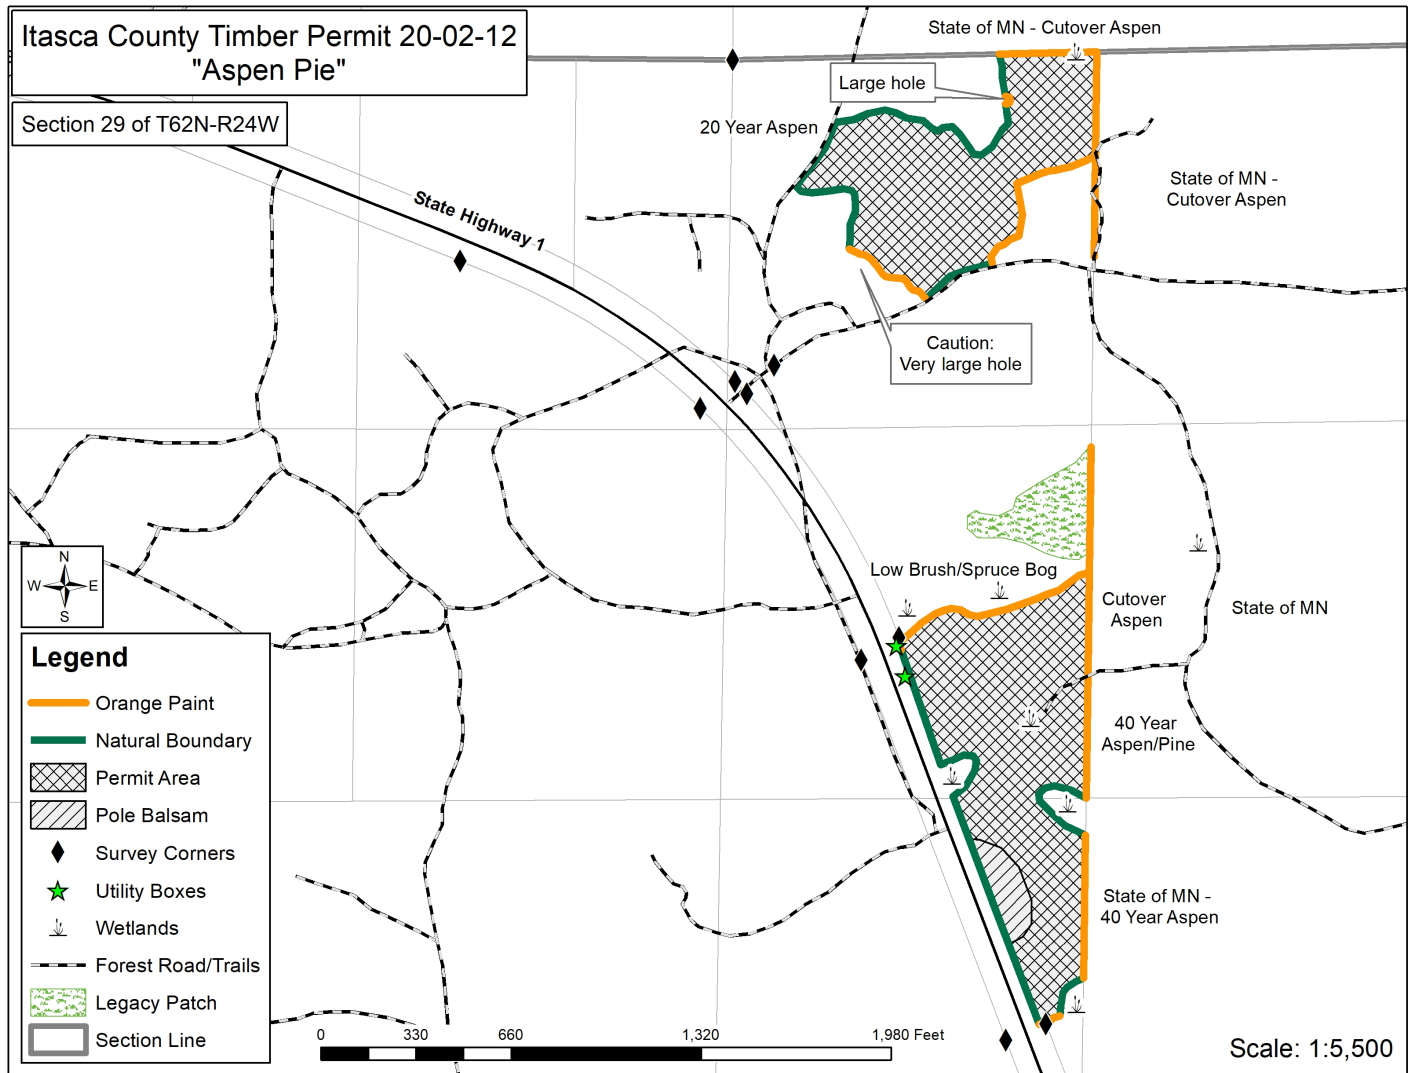 Itasca County Timber Permit 20-02-12
"Aspen Pie"
Section 29 of T62N-R24W
State of MN - Cutover Aspen
Large hole
20 Year Aspen
State of MN -
Cutover Aspen
State Highway 1
Caution:
Very large hole
Low Brush/Spruce Bog
Cutover
Aspen
State of MN
40 Year
Aspen/Pine
State of MN -
40 Year Aspen
N
W E
S
Legend
Orange Paint
Natural Boundary
Permit Area
Pole Balsam
Survey Corners
Utility Boxes
Wetlands
Forest Road/Trails
Legacy Patch
Section Line
0 330 660 1,320 1,980 Feet
Scale: 1:5,500